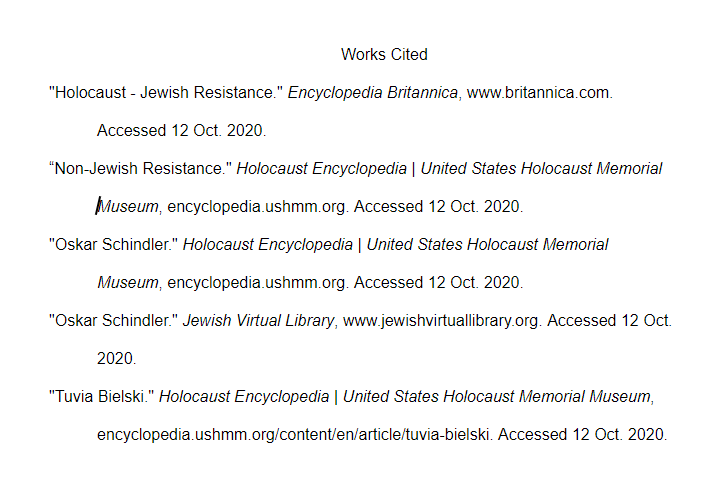 Works Cited
"Holocaust - Jewish Resistance." Encyclopedia Britannica, www.britannica.com.
Accessed 12 Oct. 2020.
“Non-Jewish Resistance." Holocaust Encyclopedia | United States Holocaust Memorial
Museum, encyclopedia.ushmm.org. Accessed 12 Oct. 2020.
"Oskar Schindler." Holocaust Encyclopedia | United States Holocaust Memorial
Museum, encyclopedia.ushmm.org. Accessed 12 Oct. 2020.
"Oskar Schindler." Jewish Virtual Library, www.jewishvirtuallibrary.org. Accessed 12 Oct.
2020.
"Tuvia Bielski." Holocaust Encyclopedia | United States Holocaust Memorial Museum,
encyclopedia.ushmm.org/content/en/article/tuvia-bielski. Accessed 12 Oct. 2020.